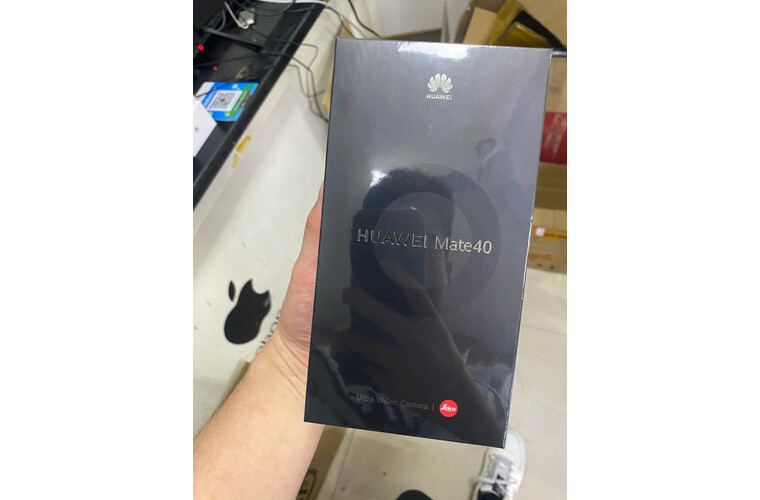 HUAWEI
HUAWEI Mate40
Ultra Vision Camera |
Leica